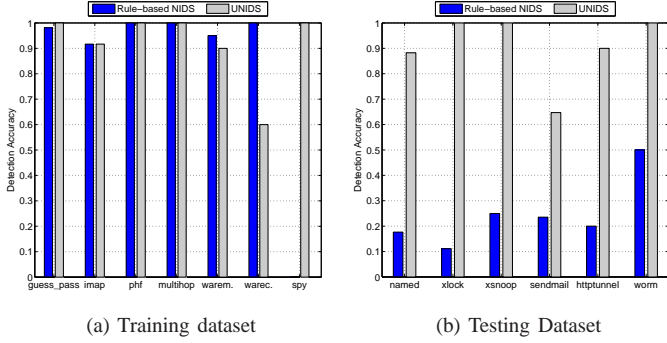 Rule-based NIDS UNIDS
Detection Accuracy
1
0.9
0.8
0.7
0.6
0.5
0.4
0.3
0.2
0.1
0
guess_pass imap phf multihop warem. warec. spy
(a) Training dataset
Rule-based NIDS UNIDS
Detection Accuracy
1
0.9
0.8
0.7
0.6
0.5
0.4
0.3
0.2
0.1
0
named xlock xsnoop sendmail httptunnel worm
(b) Testing Dataset